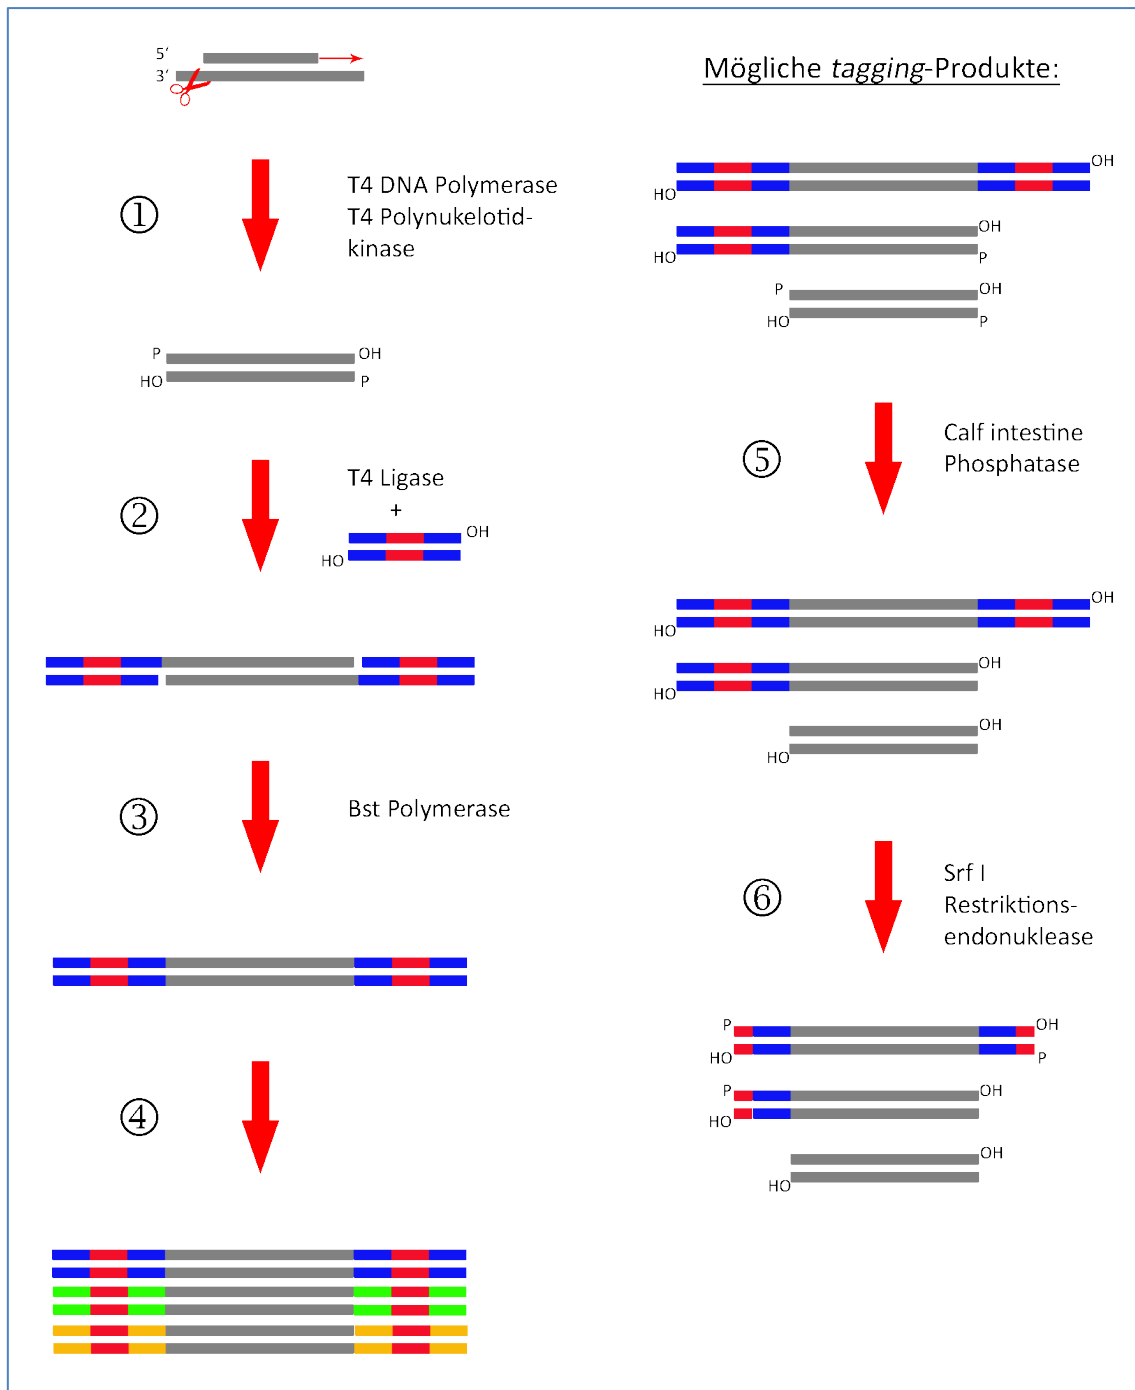 5′
3′
①
T4 DNA Polymerase
T4 Polynukelotid-
kinase
P
OH
HO
P
②
T4 Ligase
+
OH
HO
③
Bst Polymerase
④
Mögliche tagging-Produkte:
OH
HO
OH
HO
P
P
OH
HO
P
⑤
Calf intestine
Phosphatase
OH
HO
OH
HO
OH
HO
⑥
Srf I
Restriktions-
endonuklease
P
OH
HO
P
P
OH
HO
OH
HO